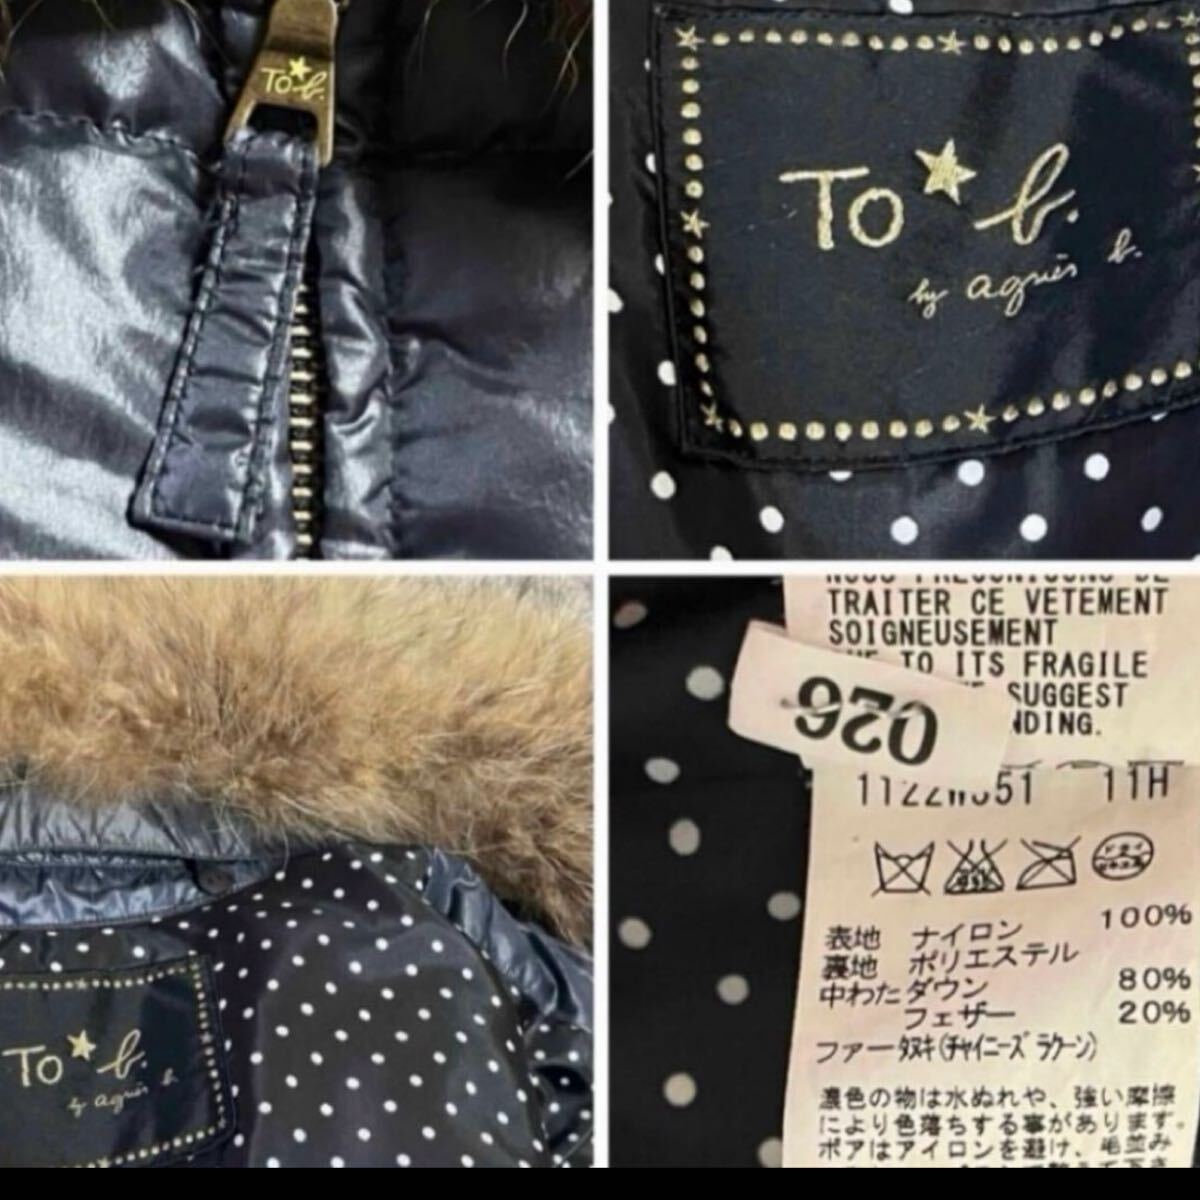 TO b.
TO b.
by agnès b.
TO b.
by agnès b.
TRAITER CE VETEMENT
SOIGNEUSEMENT
TO ITS FRAGILE
SUGGEST
026
11H
表地 ナイロン 100%
裏地 ポリエステル
中わた ダウン 80%
フェザー 20%
ファー タヌキ(チャイニーズ ラクーン)
濃色の物は水ぬれや、強い摩擦
により色落ちする事があります。
ボアはアイロンを避け、毛並み